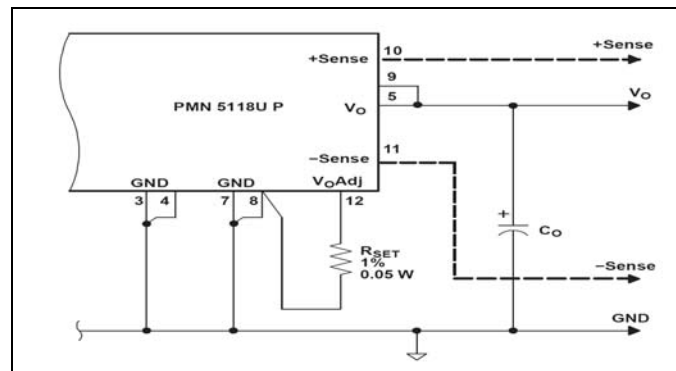 10
+Sense
+Sense
9
5
PMN 5118U P
VO
VO
11
–Sense
GND
GND
VOAdj
3
4
7
8
12
RSET
1%
0.05 W
+
CO
–Sense
GND